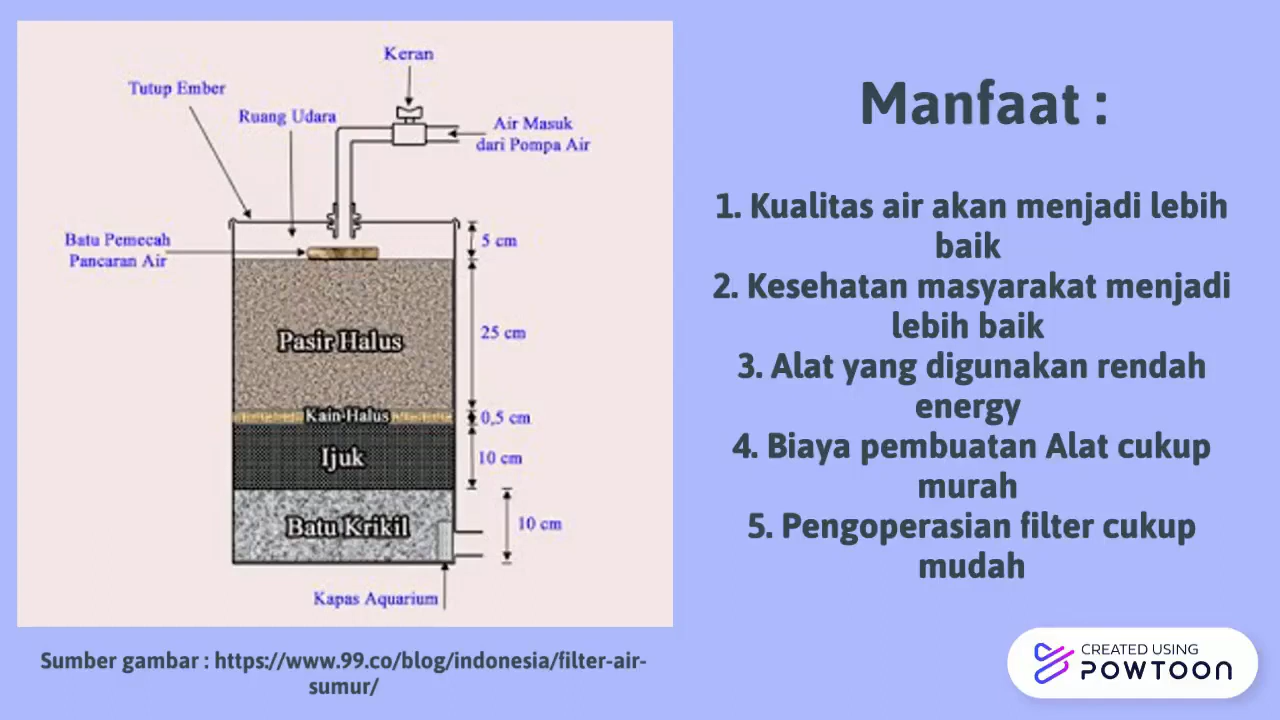 Keran
Tutup Ember
Ruang Udara
Air Masuk
dari Pompa Air
Batu Pemecah
Pancaran Air
5 cm
Pasir Halus
25 cm
Kain Halus
0,5 cm
Ijuk
10 cm
Batu Krikil
10 cm
Kapas Aquarium
Sumber gambar : https://www.99.co/blog/indonesia/filter-air-
sumur/
Manfaat :
1. Kualitas air akan menjadi lebih
baik
2. Kesehatan masyarakat menjadi
lebih baik
3. Alat yang digunakan rendah
energy
4. Biaya pembuatan Alat cukup
murah
5. Pengoperasian filter cukup
mudah
CREATED USING
POWTOON